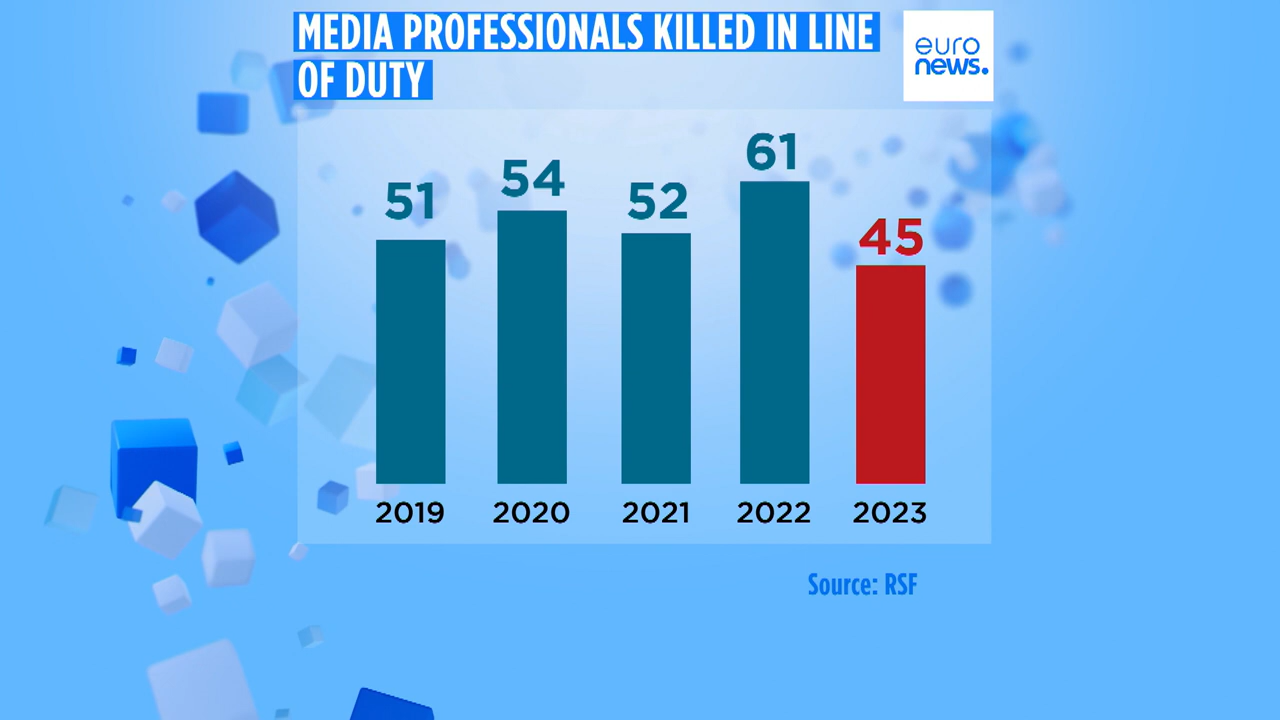 MEDIA PROFESSIONALS KILLED IN LINE
OF DUTY
euro
news.
51
54
52
61
45
2019
2020
2021
2022
2023
Source: RSF